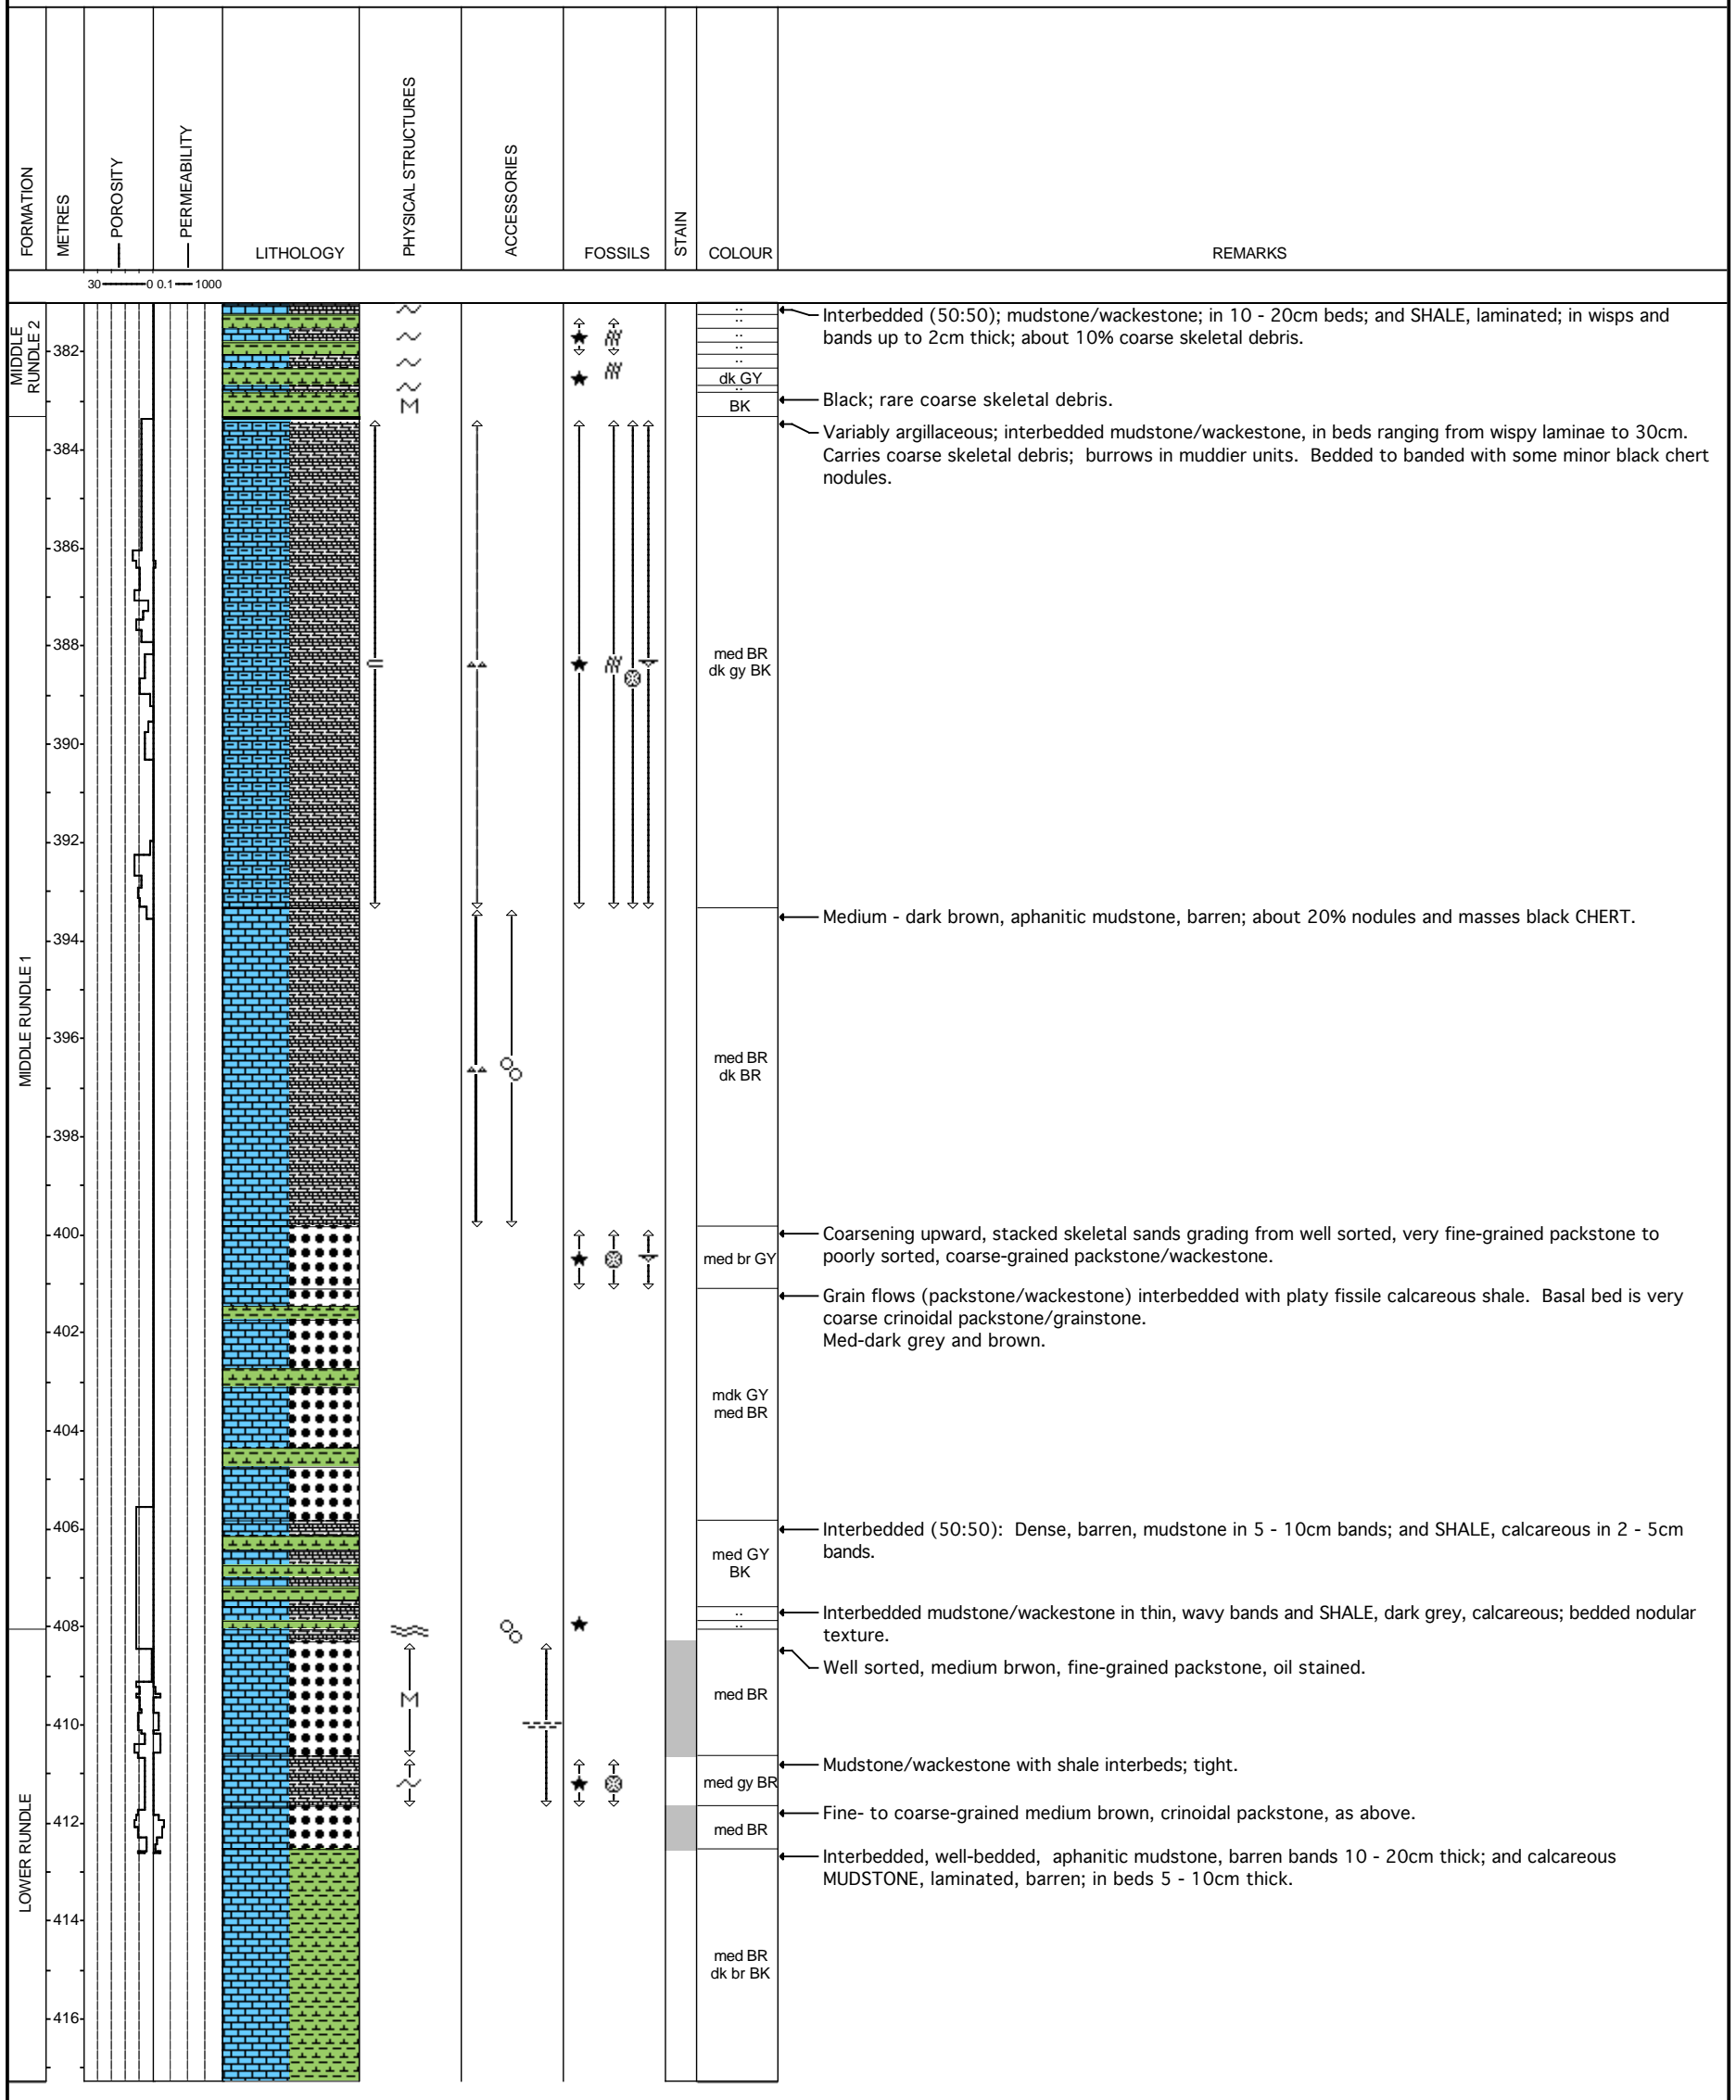 FORMATION
METRES
POROSITY
PERMEABILITY
LITHOLOGY
PHYSICAL STRUCTURES
ACCESSORIES
FOSSILS
STAIN
COLOUR
REMARKS
30 0 0.1 1000
MIDDLE
RUNDLE 2
MIDDLE RUNDLE 1
LOWER RUNDLE
382
384
386
388
390
392
394
396
398
400
402
404
406
408
410
412
414
416
M
M
dk GY
BK
med BR
dk gy BK
med BR
dk BR
med br GY
mdk GY
med BR
med GY
BK
med BR
med gy BR
med BR
med BR
dk br BK
Interbedded (50:50); mudstone/wackestone; in 10 - 20cm beds; and SHALE, laminated; in wisps and
bands up to 2cm thick; about 10% coarse skeletal debris.
Black; rare coarse skeletal debris.
Variably argillaceous; interbedded mudstone/wackestone, in beds ranging from wispy laminae to 30cm.
Carries coarse skeletal debris; burrows in muddier units. Bedded to banded with some minor black chert
nodules.
Medium - dark brown, aphanitic mudstone, barren; about 20% nodules and masses black CHERT.
Coarsening upward, stacked skeletal sands grading from well sorted, very fine-grained packstone to
poorly sorted, coarse-grained packstone/wackestone.
Grain flows (packstone/wackestone) interbedded with platy fissile calcareous shale. Basal bed is very
coarse crinoidal packstone/grainstone.
Med-dark grey and brown.
Interbedded (50:50): Dense, barren, mudstone in 5 - 10cm bands; and SHALE, calcareous in 2 - 5cm
bands.
Interbedded mudstone/wackestone in thin, wavy bands and SHALE, dark grey, calcareous; bedded nodular
texture.
Well sorted, medium brwon, fine-grained packstone, oil stained.
Mudstone/wackestone with shale interbeds; tight.
Fine- to coarse-grained medium brown, crinoidal packstone, as above.
Interbedded, well-bedded, aphanitic mudstone, barren bands 10 - 20cm thick; and calcareous
MUDSTONE, laminated, barren; in beds 5 - 10cm thick.